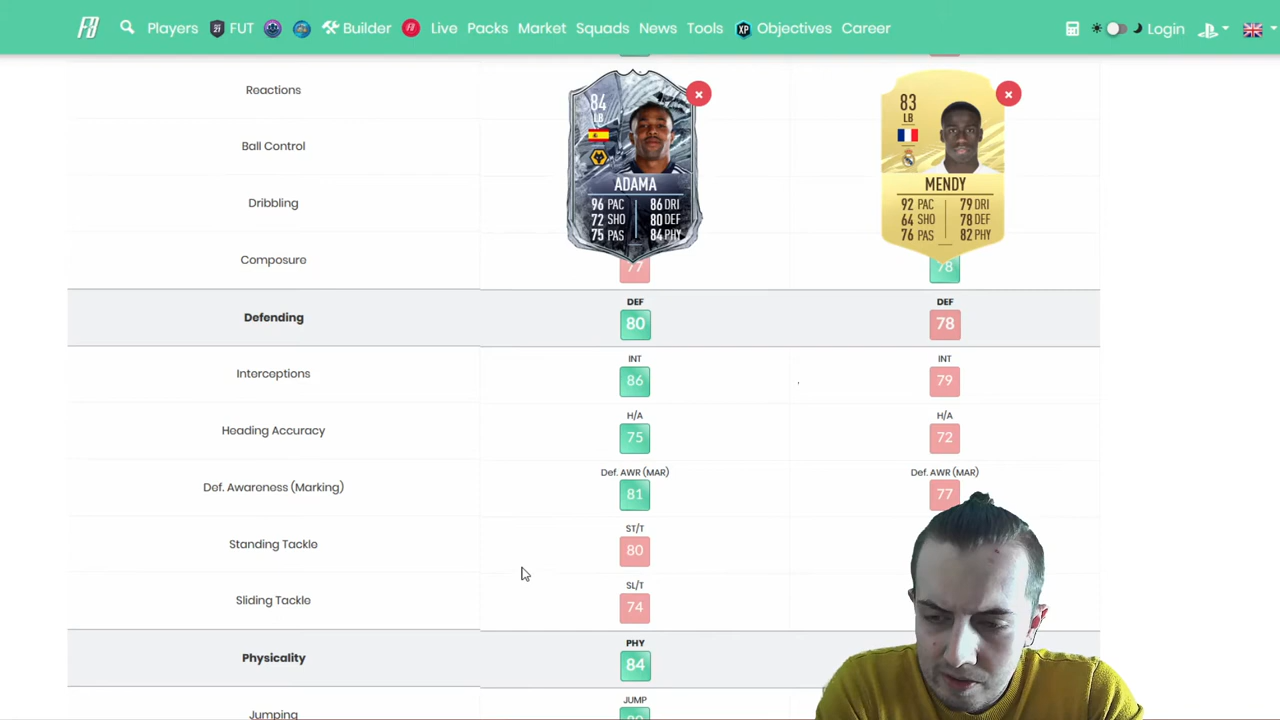 Players FUT Builder Live Packs Market Squads News Tools XP Objectives Career Login
Reactions
Ball Control
Dribbling
Composure
84
LB
ADAMA
96 PAC 86 DRI
72 SHO 80 DEF
75 PAS 84 PHY
77
83
LB
MENDY
92 PAC 79 DRI
64 SHO 78 DEF
76 PAS 82 PHY
78
Defending
DEF
80
DEF
78
Interceptions
INT
86
INT
79
Heading Accuracy
H/A
75
H/A
72
Def. Awareness (Marking)
Def. AWR (MAR)
81
Def. AWR (MAR)
77
Standing Tackle
ST/T
80
Sliding Tackle
SL/T
74
Physicality
PHY
84
Jumping
JUMP